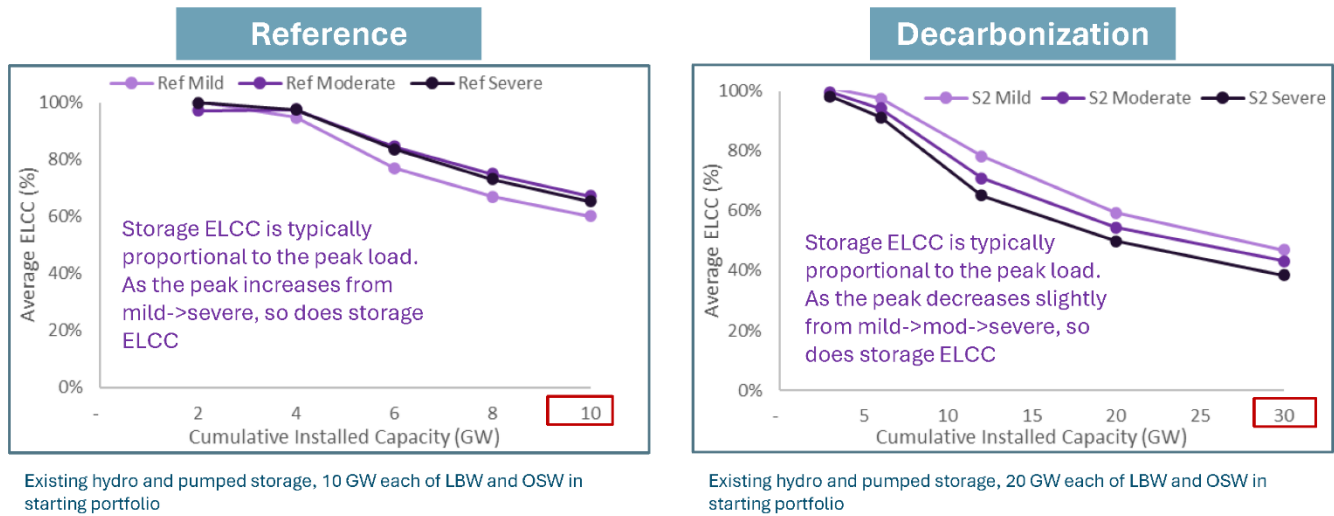 Reference
Ref Mild Ref Moderate Ref Severe
100%
80%
60%
40%
20%
0%
Average ELCC (%)
Storage ELCC is typically
proportional to the peak load.
As the peak increases from
mild->severe, so does storage
ELCC
- 2 4 6 8 10
Cumulative Installed Capacity (GW)
Existing hydro and pumped storage, 10 GW each of LBW and OSW in
starting portfolio
Decarbonization
S2 Mild S2 Moderate S2 Severe
100%
80%
60%
40%
20%
0%
Average ELCC (%)
Storage ELCC is typically
proportional to the peak load.
As the peak decreases slightly
from mild->mod->severe, so
does storage ELCC
- 5 10 15 20 25 30
Cumulative Installed Capacity (GW)
Existing hydro and pumped storage, 20 GW each of LBW and OSW in
starting portfolio